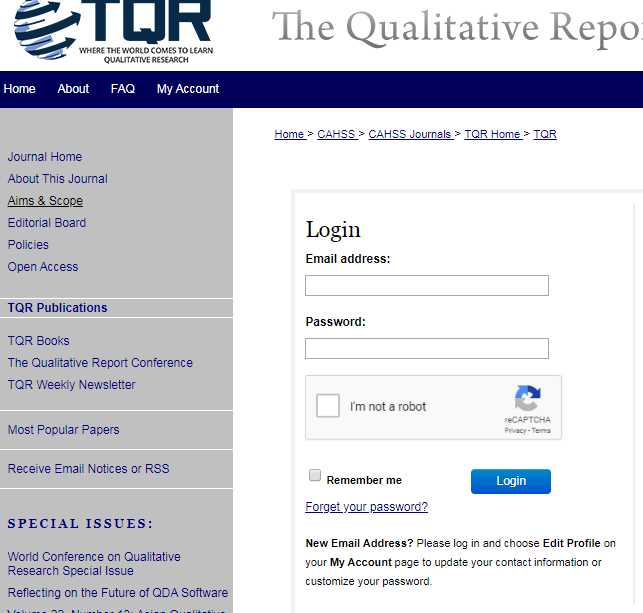 TQR
WHERE THE WORLD COMES TO LEARN
QUALITATIVE RESEARCH
The Qualitative Repo
Home About FAQ My Account
Home > CAHSS > CAHSS Journals > TQR Home > TQR
Journal Home
About This Journal
Aims & Scope
Editorial Board
Policies
Open Access
TQR Publications
TQR Books
The Qualitative Report Conference
TQR Weekly Newsletter
Most Popular Papers
Receive Email Notices or RSS
SPECIAL ISSUES:
World Conference on Qualitative
Research Special Issue
Reflecting on the Future of QDA Software
Volume 22, Number 13: Asian Qualitative
Login
Email address:
Password:
I'm not a robot
reCAPTCHA
Privacy - Terms
Remember me
Login
Forget your password?
New Email Address? Please log in and choose Edit Profile on
your My Account page to update your contact information or
customize your password.